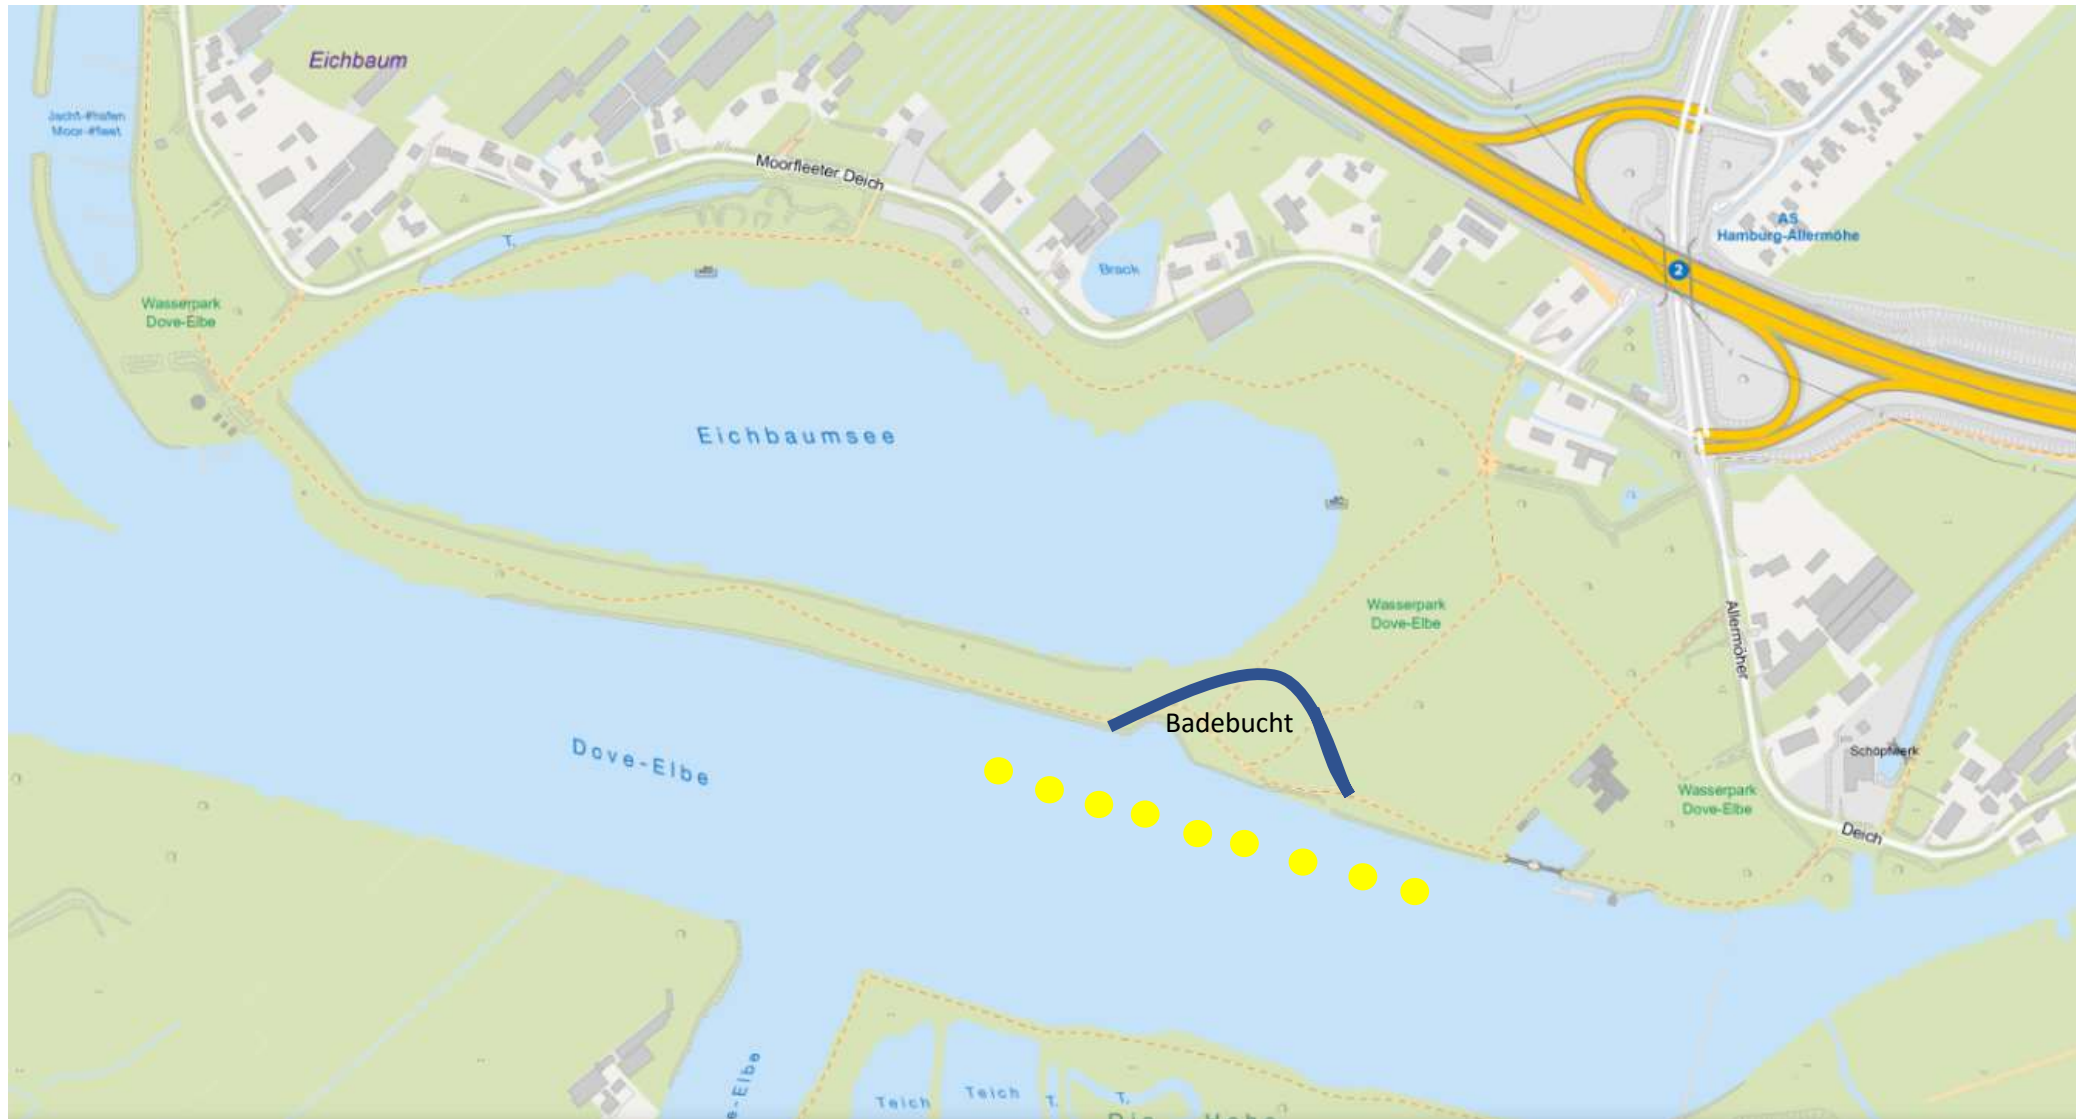 Eichbaum
Jacht-#hafen
Moor-#fleet
Moorfleeter Deich
AS
Hamburg-Allermöhe
2
Brack
T.
Wasserpark
Dove-Elbe
Eichbaumsee
Wasserpark
Dove-Elbe
Allermöher
Badebucht
Dove-Elbe
Schöpfwerk
Wasserpark
Dove-Elbe
Deich
e-Elbe
Teich
Teich
T.
T.